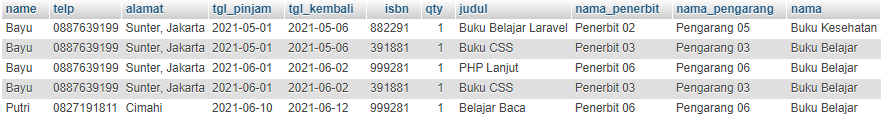 name telp alamat tgl_pinjam tgl_kembali isbn qty judul nama_penerbit nama_pengarang nama
Bayu 0887639199 Sunter, Jakarta 2021-05-01 2021-05-06 882291 1 Buku Belajar Laravel Penerbit 02 Pengarang 05 Buku Kesehatan
Bayu 0887639199 Sunter, Jakarta 2021-05-01 2021-05-06 391881 1 Buku CSS Penerbit 03 Pengarang 03 Buku Belajar
Bayu 0887639199 Sunter, Jakarta 2021-06-01 2021-06-02 999281 1 PHP Lanjut Penerbit 06 Pengarang 06 Buku Belajar
Bayu 0887639199 Sunter, Jakarta 2021-06-01 2021-06-02 391881 1 Buku CSS Penerbit 03 Pengarang 03 Buku Belajar
Putri 0827191811 Cimahi 2021-06-10 2021-06-12 999281 1 Belajar Baca Penerbit 06 Pengarang 06 Buku Belajar